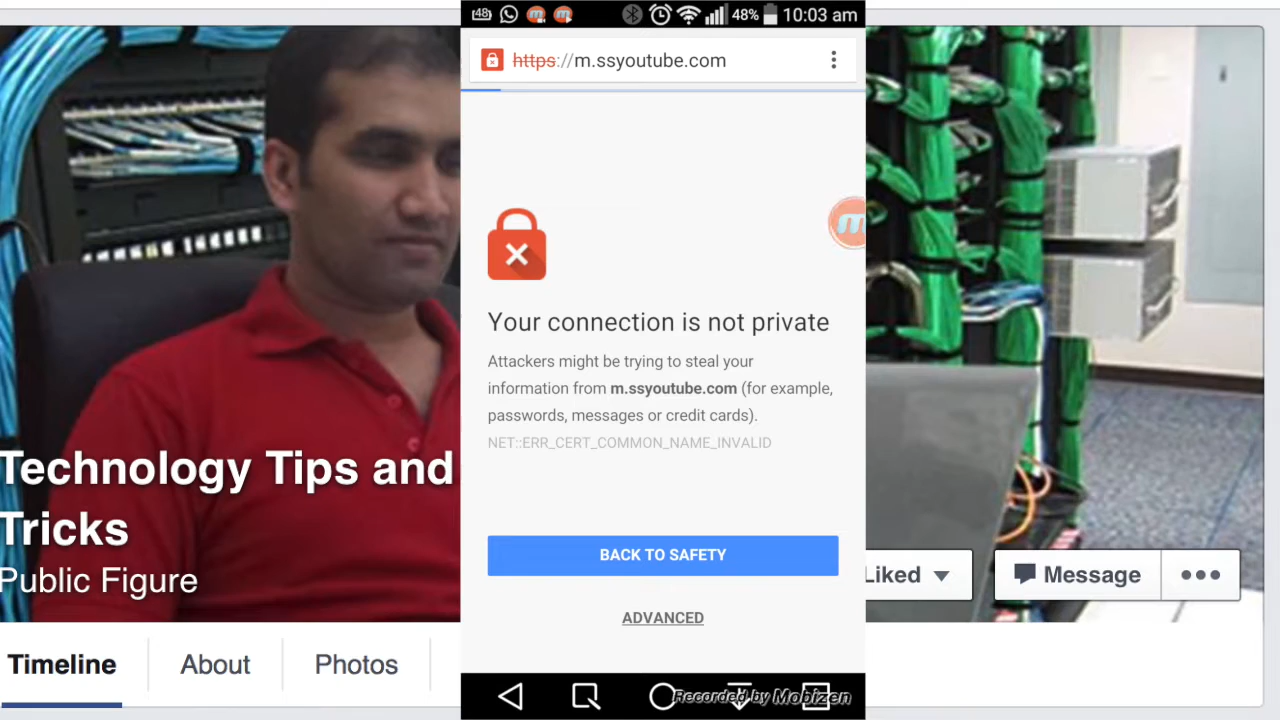 48
48%
10:03 am
https://m.ssyoutube.com
Your connection is not private
Attackers might be trying to steal your
information from m.ssyoutube.com (for example,
passwords, messages or credit cards).
NET::ERR_CERT_COMMON_NAME_INVALID
BACK TO SAFETY
ADVANCED
Recorded by Mobizen
Technology Tips and
Tricks
Public Figure
Liked
Message
Timeline
About
Photos